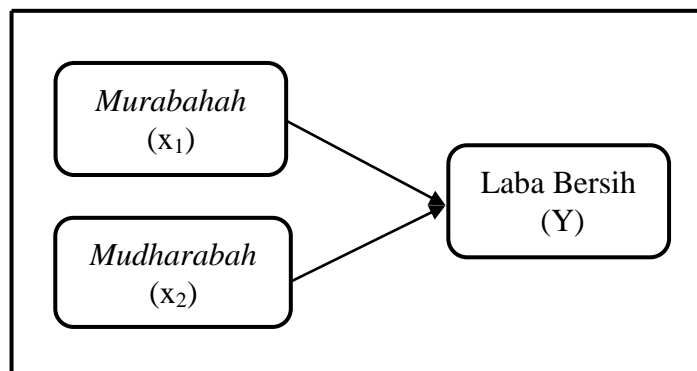 Murabahah
(x₁)
Mudharabah
(x₂)
Laba Bersih
(Y)